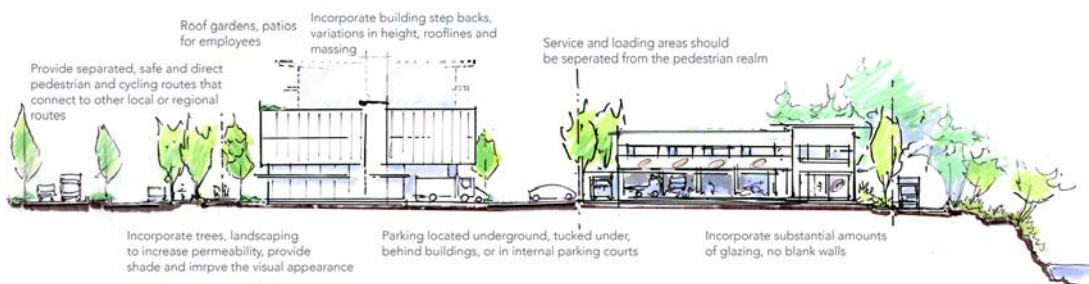 Roof gardens, patios
for employees
Incorporate building step backs,
variations in height, rooflines and
massing
Provide separated, safe and direct
pedestrian and cycling routes that
connect to other local or regional
routes
Service and loading areas should
be seperated from the pedestrian realm
Incorporate trees, landscaping
to increase permeability, provide
shade and imrpve the visual appearance
Parking located underground, tucked under,
behind buildings, or in internal parking courts
Incorporate substantial amounts
of glazing, no blank walls